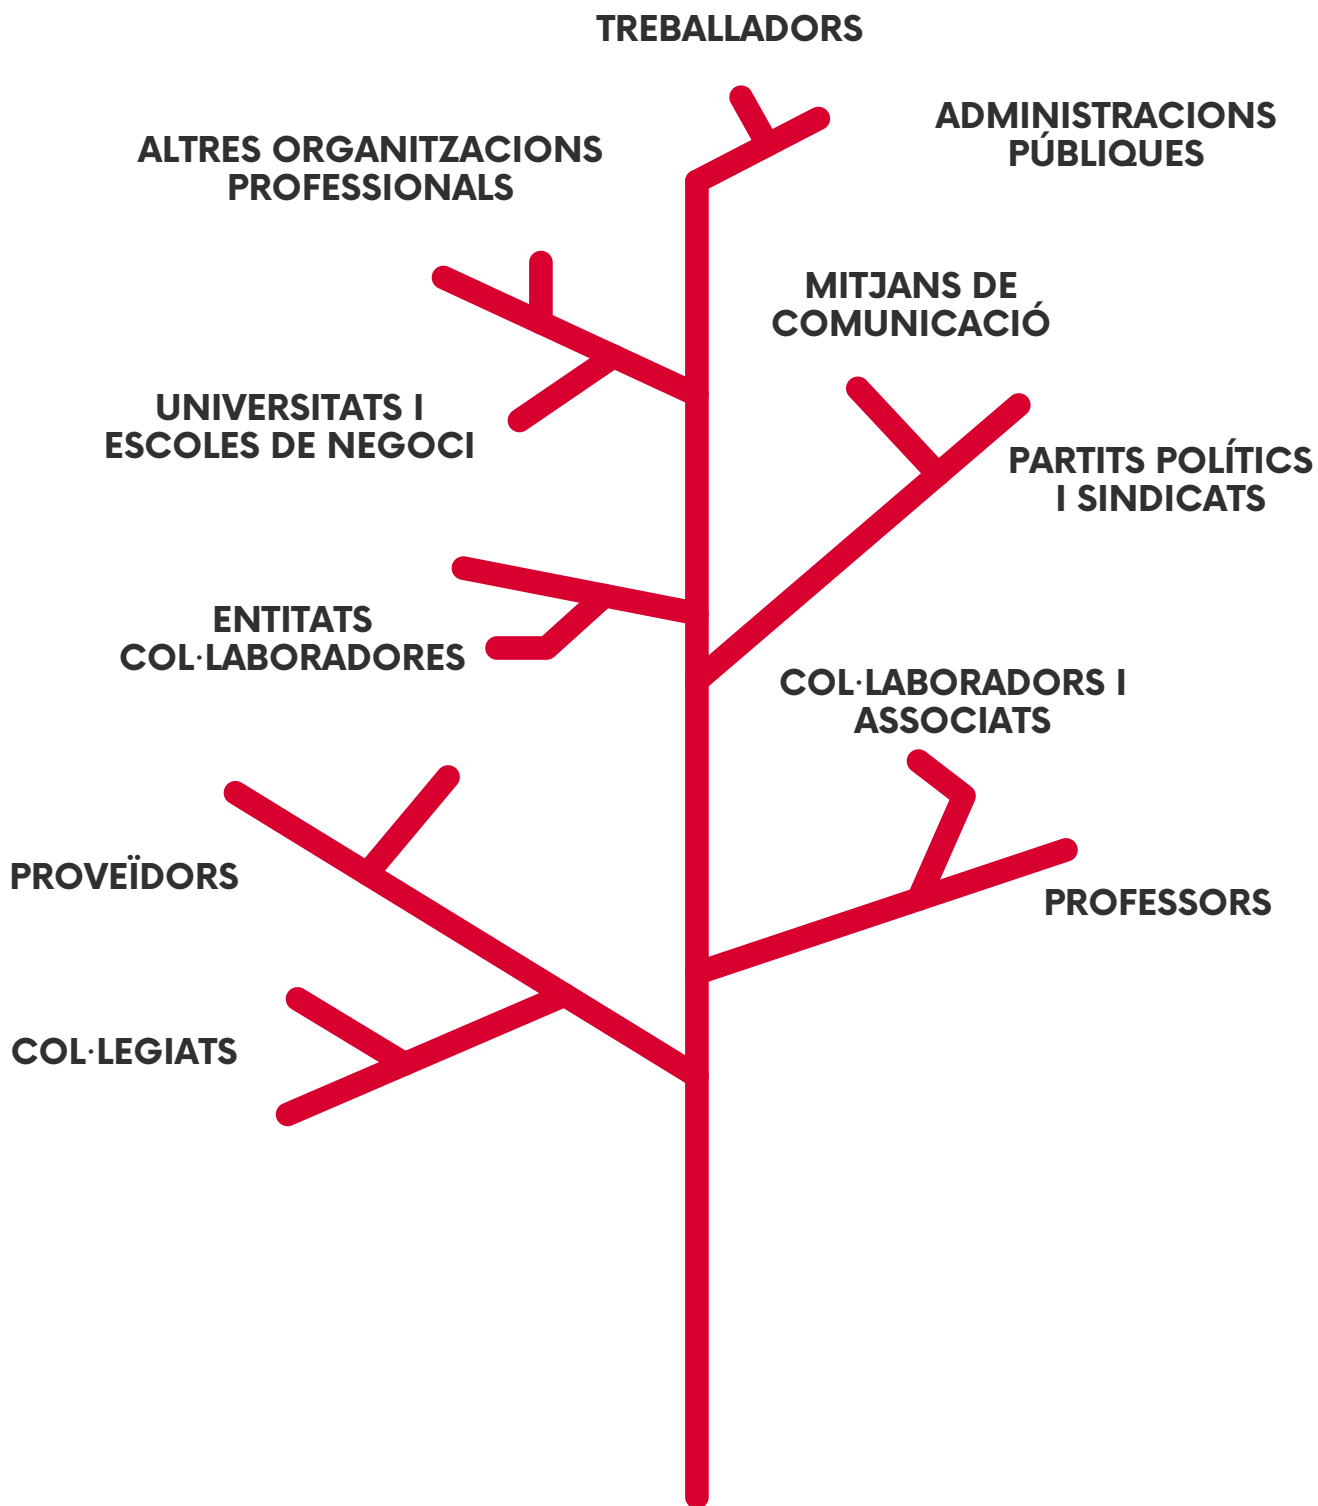 TREBALLADORS
ADMINISTRACIONS
PÚBLIQUES
ALTRES ORGANITZACIONS
PROFESSIONALS
MITJANS DE
COMUNICACIÓ
UNIVERSITATS I
ESCOLES DE NEGOCI
PARTITS POLÍTICS
I SINDICATS
ENTITATS
COL·LABORADORES
COL·LABORADORS I
ASSOCIATS
PROVEÏDORS
PROFESSORS
COL·LEGIATS